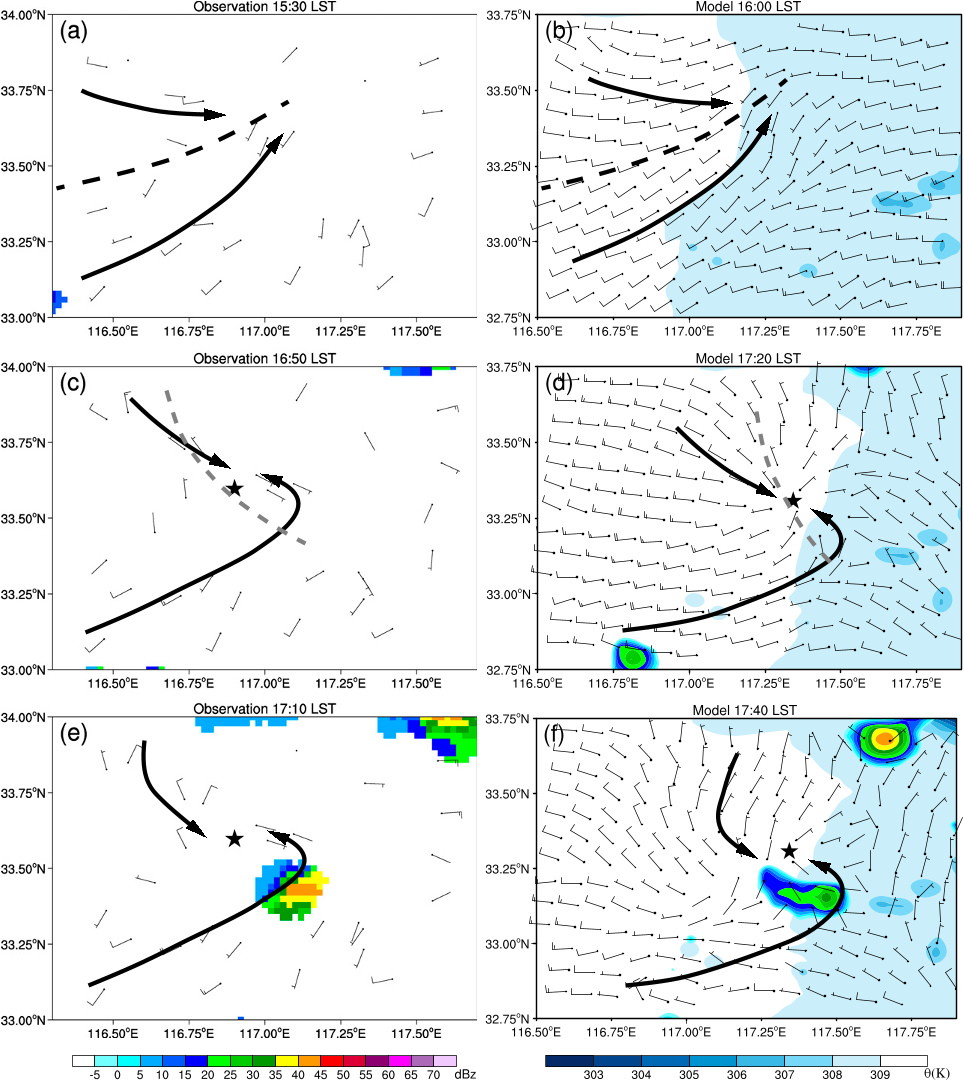 Observation 15:30 LST
Model 16:00 LST
(a)
(b)
34.00°N
33.75°N
33.50°N
33.25°N
33.00°N
116.50°E 116.75°E 117.00°E 117.25°E 117.50°E
33.75°N
33.50°N
33.25°N
33.00°N
32.75°N
116.50°E 116.75°E 117.00°E 117.25°E 117.50°E 117.75°E
Observation 16:50 LST
Model 17:20 LST
(c)
(d)
34.00°N
33.75°N
33.50°N
33.25°N
33.00°N
116.50°E 116.75°E 117.00°E 117.25°E 117.50°E
33.75°N
33.50°N
33.25°N
33.00°N
32.75°N
116.50°E 116.75°E 117.00°E 117.25°E 117.50°E 117.75°E
Observation 17:10 LST
Model 17:40 LST
(e)
(f)
34.00°N
33.75°N
33.50°N
33.25°N
33.00°N
116.50°E 116.75°E 117.00°E 117.25°E 117.50°E
33.75°N
33.50°N
33.25°N
33.00°N
32.75°N
116.50°E 116.75°E 117.00°E 117.25°E 117.50°E 117.75°E
-5 0 5 10 15 20 25 30 35 40 45 50 55 60 65 70 dBz
303 304 305 306 307 308 309 θ(K)